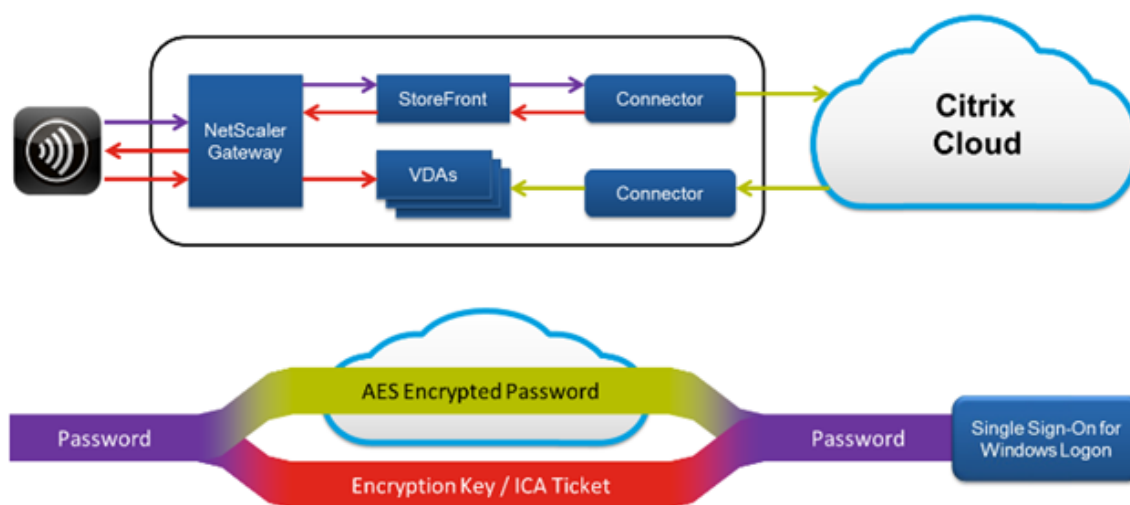 NetScaler
Gateway
StoreFront
Connector
Citrix
Cloud
VDAs
Connector
AES Encrypted Password
Password
Password
Single Sign-On for
Windows Logon
Encryption Key / ICA Ticket